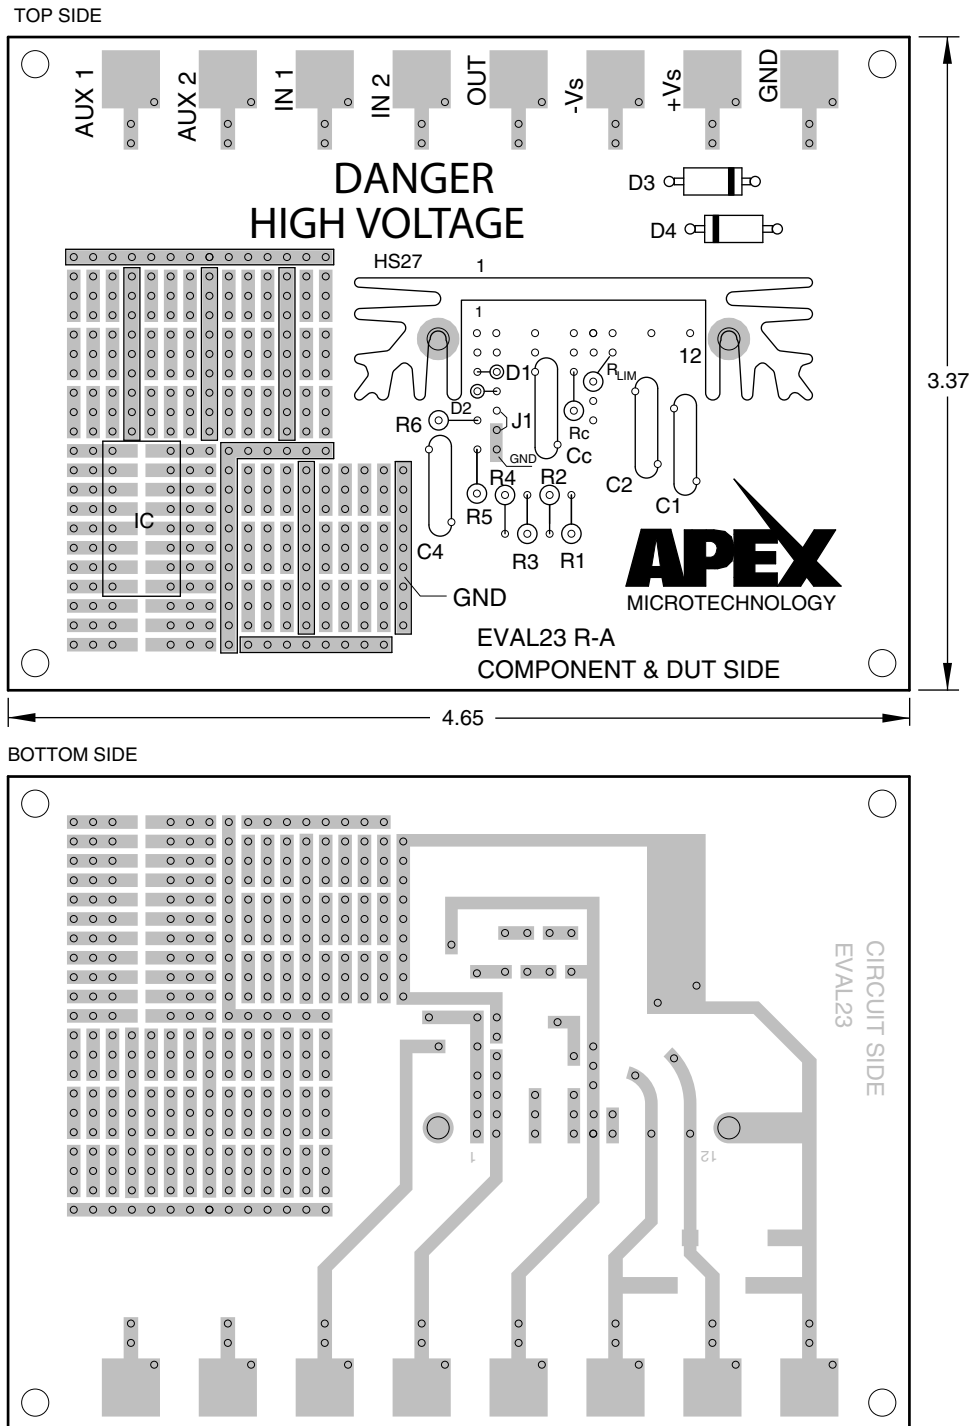 TOP SIDE
AUX 1
AUX 2
IN 1
IN 2
OUT
-Vs
+Vs
GND
DANGER
HIGH VOLTAGE
D3
D4
HS27
1
1
12
D1
D2
RLIM
J1
R6
Rc
Cc
GND
R4
R2
C2
C1
R5
C4
R3
R1
IC
GND
APEX
MICROTECHNOLOGY
EVAL23 R-A
COMPONENT & DUT SIDE
3.37
4.65
BOTTOM SIDE
CIRCUIT SIDE
EVAL23
1
12